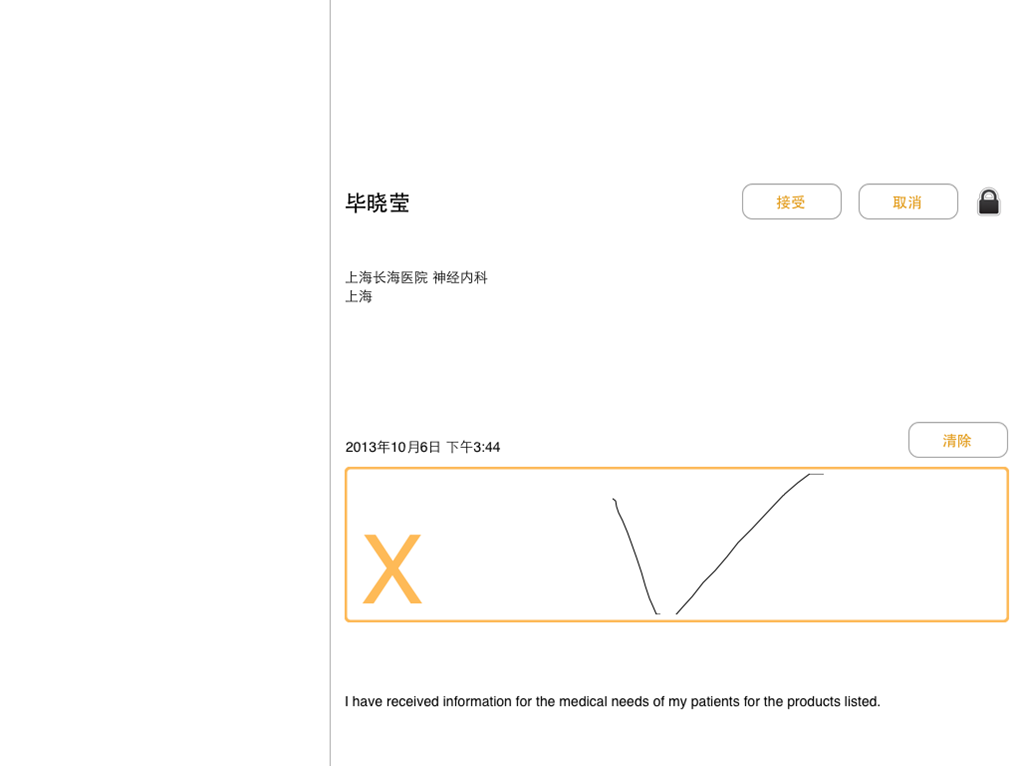 毕晓莹
接受
取消
上海长海医院 神经内科
上海
2013年10月6日 下午3:44
清除
X
I have received information for the medical needs of my patients for the products listed.